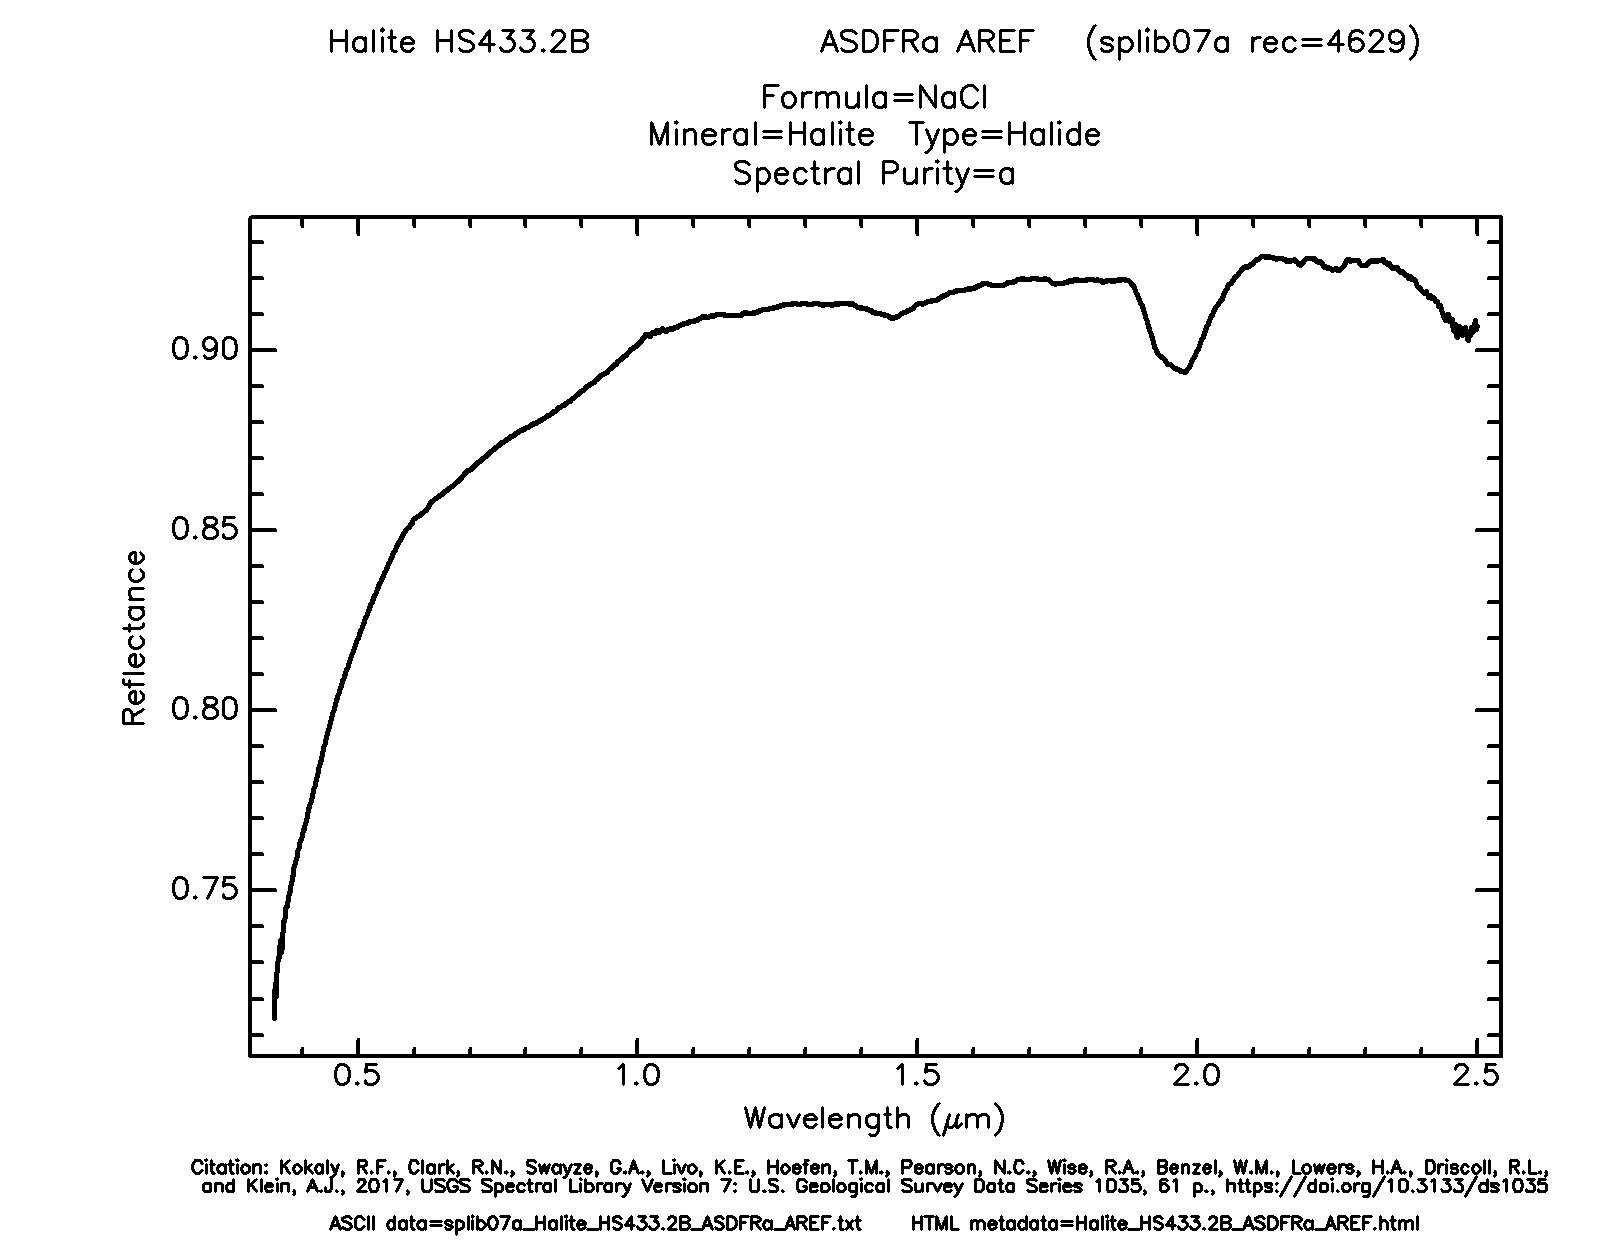 Halite HS433.2B ASDFRa AREF (splib07a rec=4629)
Formula=NaCl
Mineral=Halite Type=Halide
Spectral Purity=a
0.90
0.85
0.80
0.75
Reflectance
0.5 1.0 1.5 2.0 2.5
Wavelength (μm)
Citation: Kokaly, R.F., Clark, R.N., Swayze, G.A., Livo, K.E., Hoefen, T.M., Pearson, N.C., Wise, R.A., Benzel, W.M., Lowers, H.A., Driscoll, R.L.,
and Klein, A.J., 2017, USGS Spectral Library Version 7: U.S. Geological Survey Data Series 1035, 61 p., https://doi.org/10.3133/ds1035
ASCII data=splib07a_Halite_HS433.2B_ASDFRa_AREF.txt HTML metadata=Halite_HS433.2B_ASDFRa_AREF.html